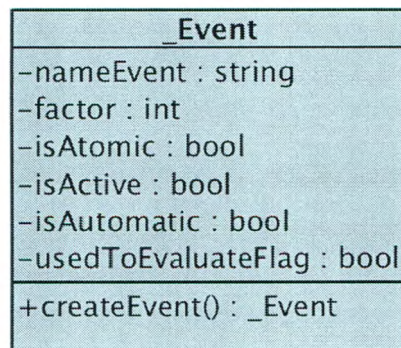 _Event
-nameEvent : string
-factor : int
-isAtomic : bool
-isActive : bool
-isAutomatic : bool
-usedToEvaluateFlag : bool
+createEvent() : _Event